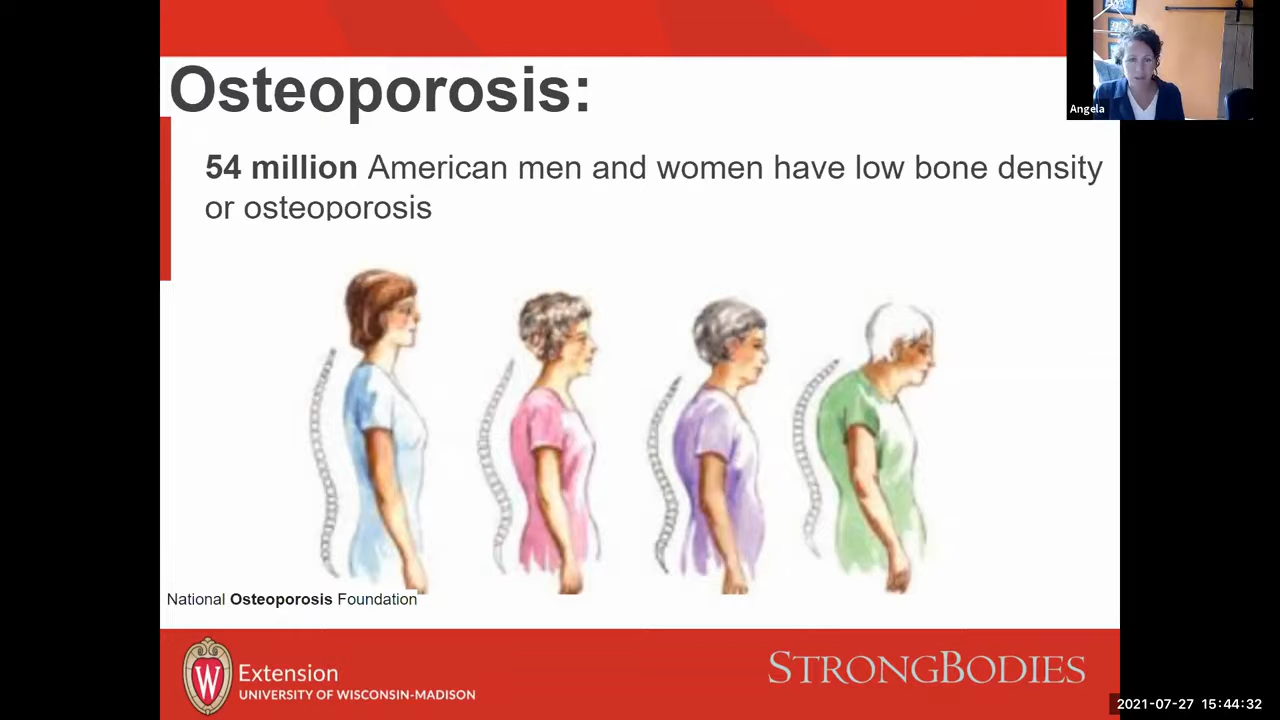 Osteoporosis:
Angela
54 million American men and women have low bone density
or osteoporosis
National Osteoporosis Foundation
W
Extension
UNIVERSITY OF WISCONSIN-MADISON
STRONGBODIES
2021-07-27 15:44:32